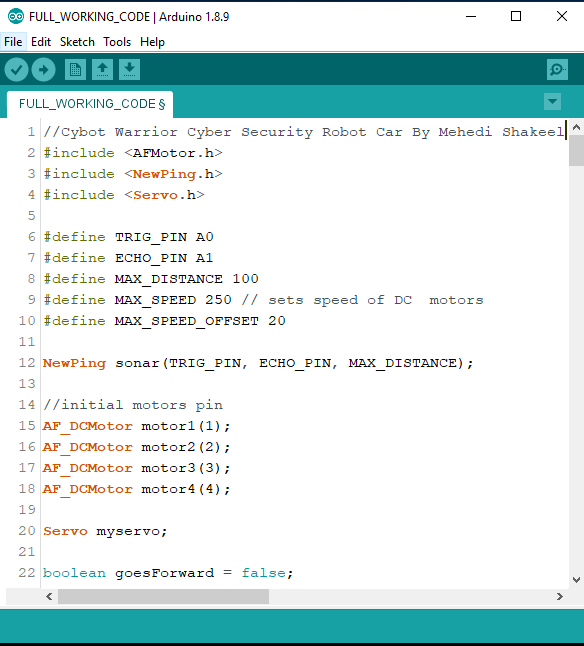 FULL_WORKING_CODE | Arduino 1.8.9
File Edit Sketch Tools Help
FULL_WORKING_CODE §
1 //Cybot Warrior Cyber Security Robot Car By Mehedi Shakeel
2 #include <AFMotor.h>
3 #include <NewPing.h>
4 #include <Servo.h>
5
6 #define TRIG_PIN A0
7 #define ECHO_PIN A1
8 #define MAX_DISTANCE 100
9 #define MAX_SPEED 250 // sets speed of DC  motors
10 #define MAX_SPEED_OFFSET 20
11
12 NewPing sonar(TRIG_PIN, ECHO_PIN, MAX_DISTANCE);
13
14 //initial motors pin
15 AF_DCMotor motor1(1);
16 AF_DCMotor motor2(2);
17 AF_DCMotor motor3(3);
18 AF_DCMotor motor4(4);
19
20 Servo myservo;
21
22 boolean goesForward = false;